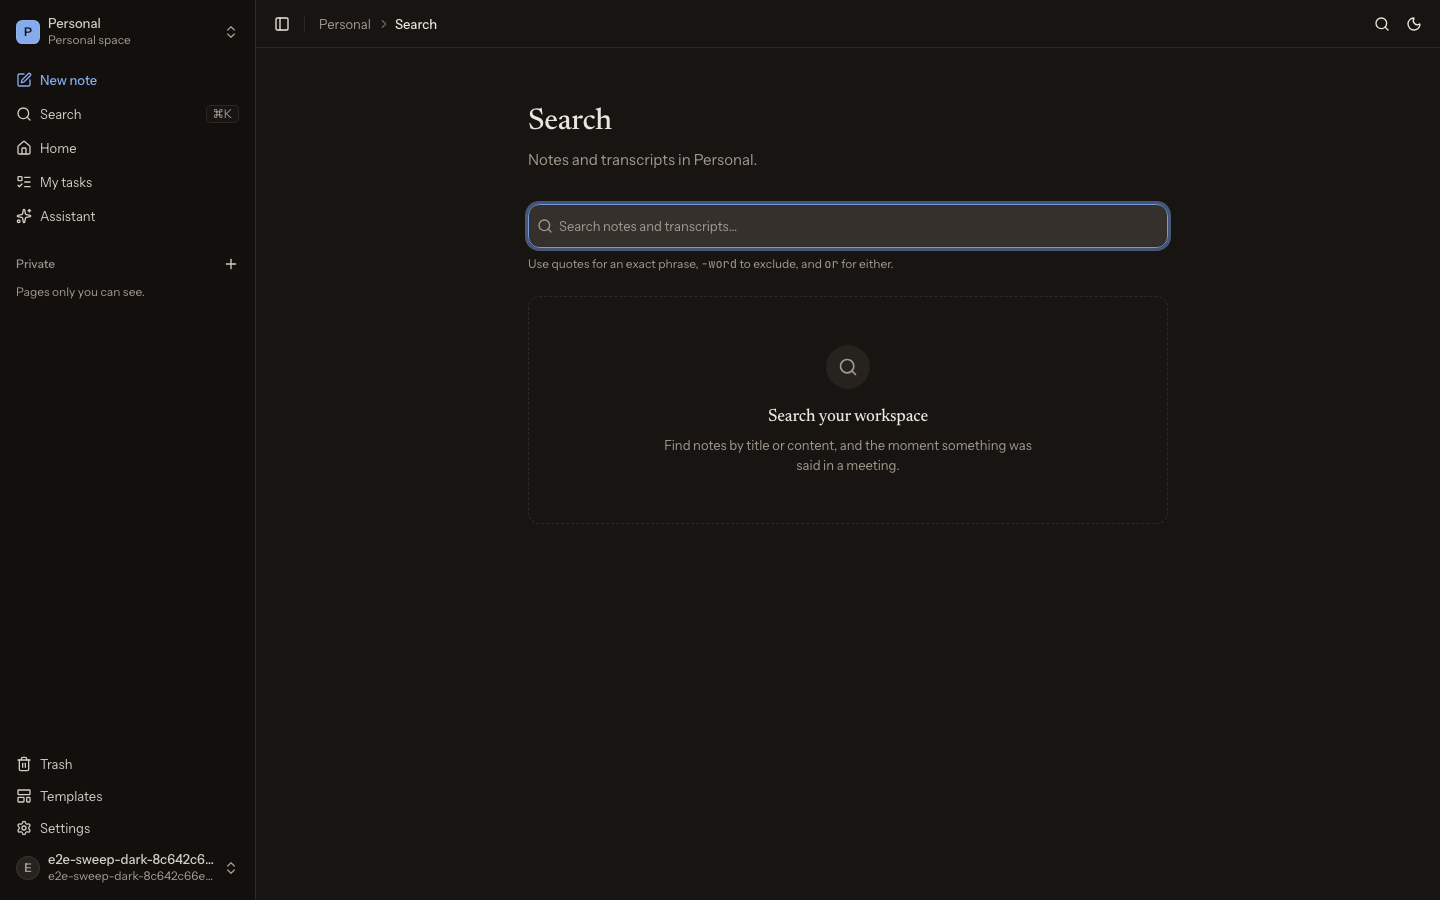 P
Personal
Personal space
New note
Search
⌘K
Home
My tasks
Assistant
Private
Pages only you can see.
Trash
Templates
Settings
E
e2e-sweep-dark-8c642c6...
e2e-sweep-dark-8c642c66e...
Personal
Search
Search
Notes and transcripts in Personal.
Search notes and transcripts...
Use quotes for an exact phrase, -word to exclude, and or for either.
Search your workspace
Find notes by title or content, and the moment something was
said in a meeting.